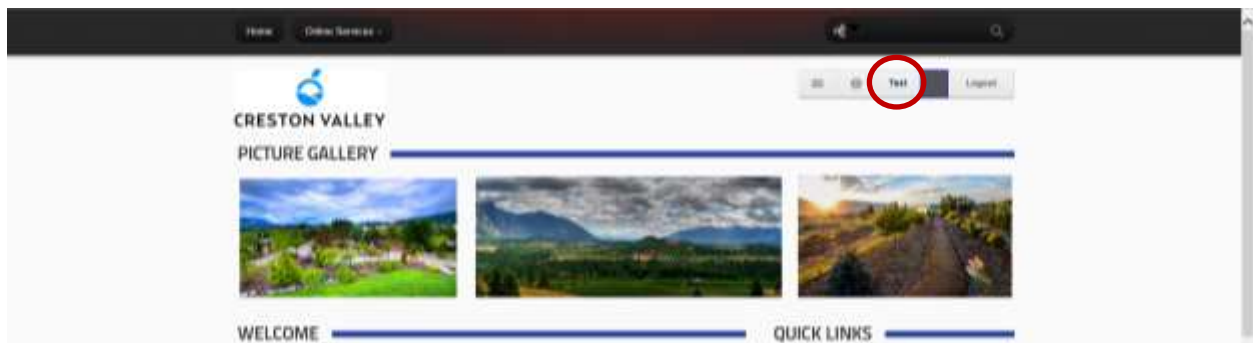 Home Online Services
Test Logout
CRESTON VALLEY
PICTURE GALLERY
WELCOME QUICK LINKS